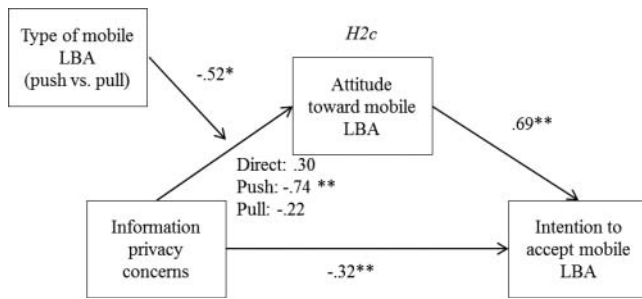 Type of mobile
LBA
(push vs. pull)
H2c
-.52*
Attitude
toward mobile
LBA
.69**
Direct: .30
Push: -.74 **
Pull: -.22
Information
privacy
concerns
-.32**
Intention to
accept mobile
LBA